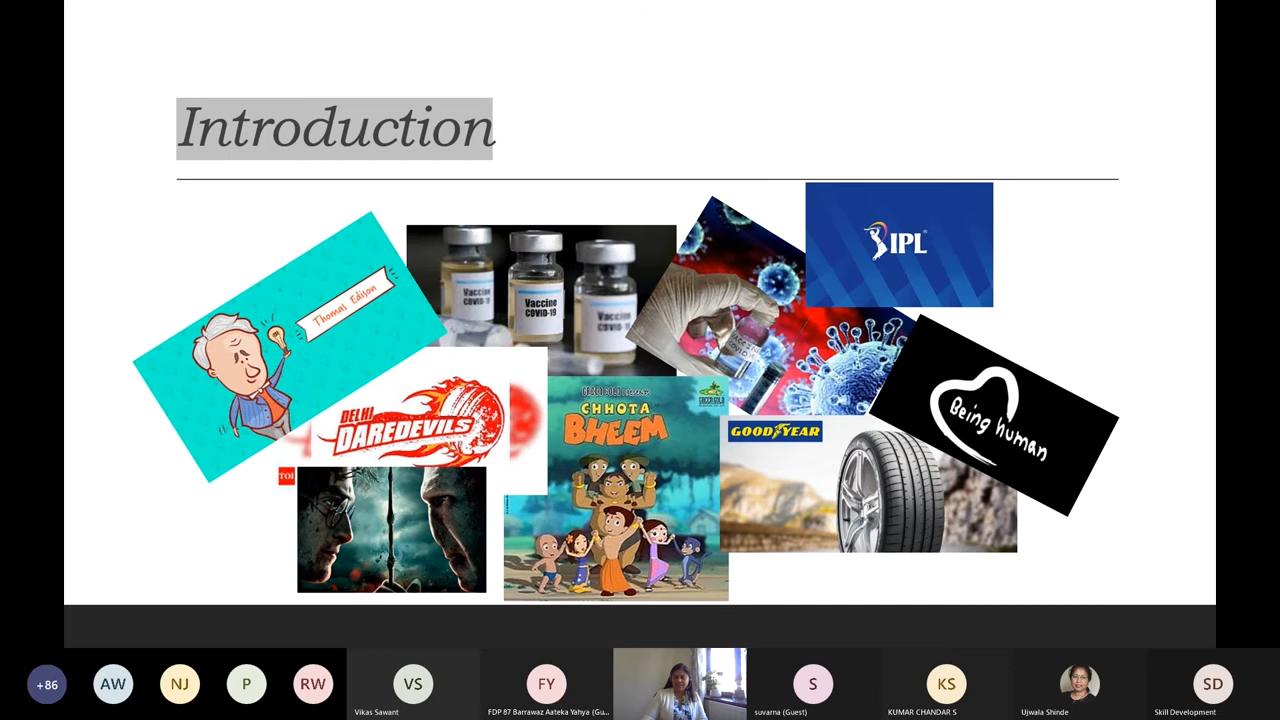 Introduction
IPL
Thomas Edison
Vaccine
COVID-19
Vaccine
COVID-19
Vaccine
COVID-19
Being human
DELHI
DAREDEVILS
CHHOTA
BHEEM
GOODYEAR
TOI
+86
AW
NJ
P
RW
VS
FY
S
KS
SD
Vikas Sawant
FDP 87 Barrawaz Aateka Yahya (Gu...
suvarna (Guest)
KUMAR CHANDAR S
Ujwala Shinde
Skill Development